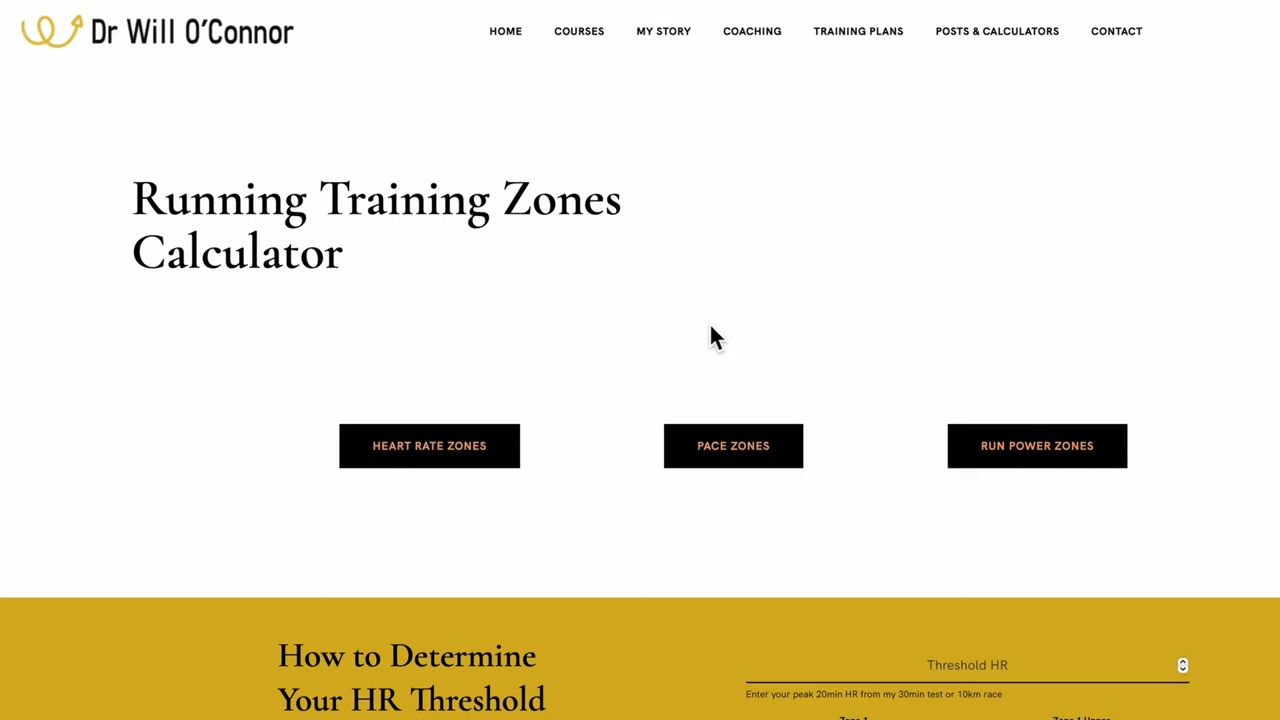 Dr Will O'Connor
HOME COURSES MY STORY COACHING TRAINING PLANS POSTS & CALCULATORS CONTACT
Running Training Zones
Calculator
HEART RATE ZONES PACE ZONES RUN POWER ZONES
How to Determine
Your HR Threshold
Threshold HR
Enter your peak 20min HR from my 30min test or 10km race